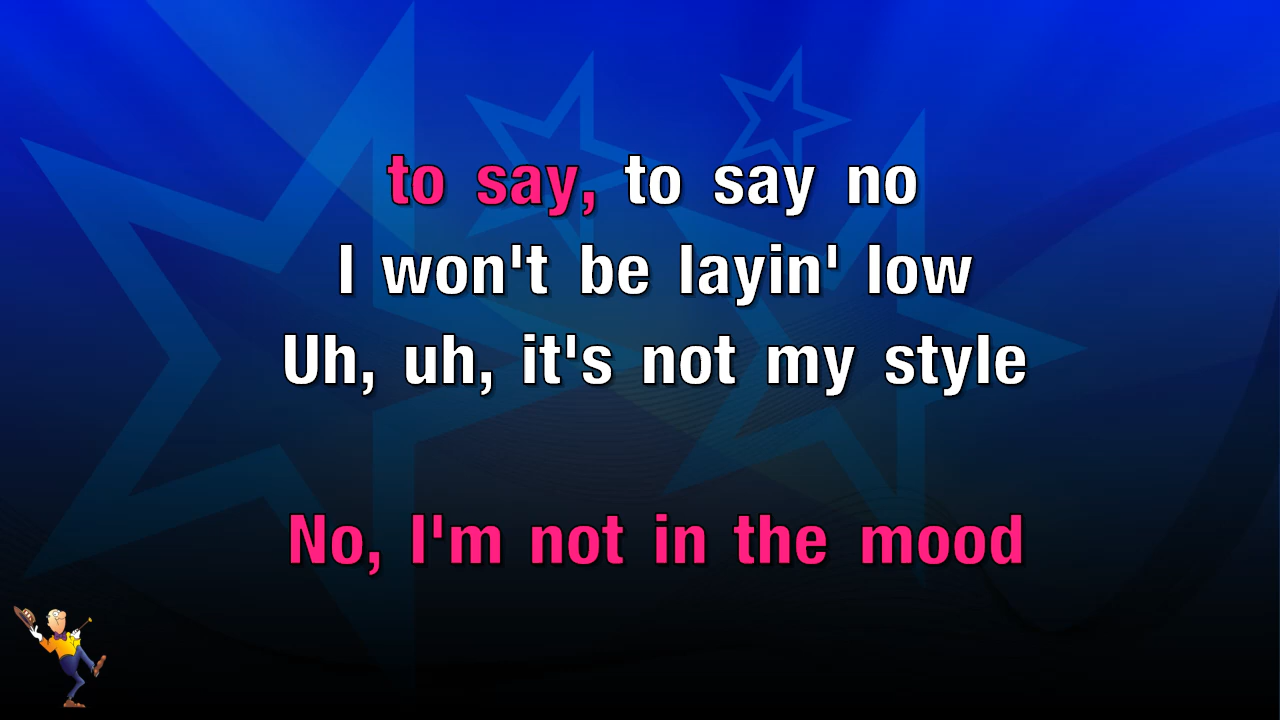 to say, to say no
I won't be layin' low
Uh, uh, it's not my style
No, I'm not in the mood